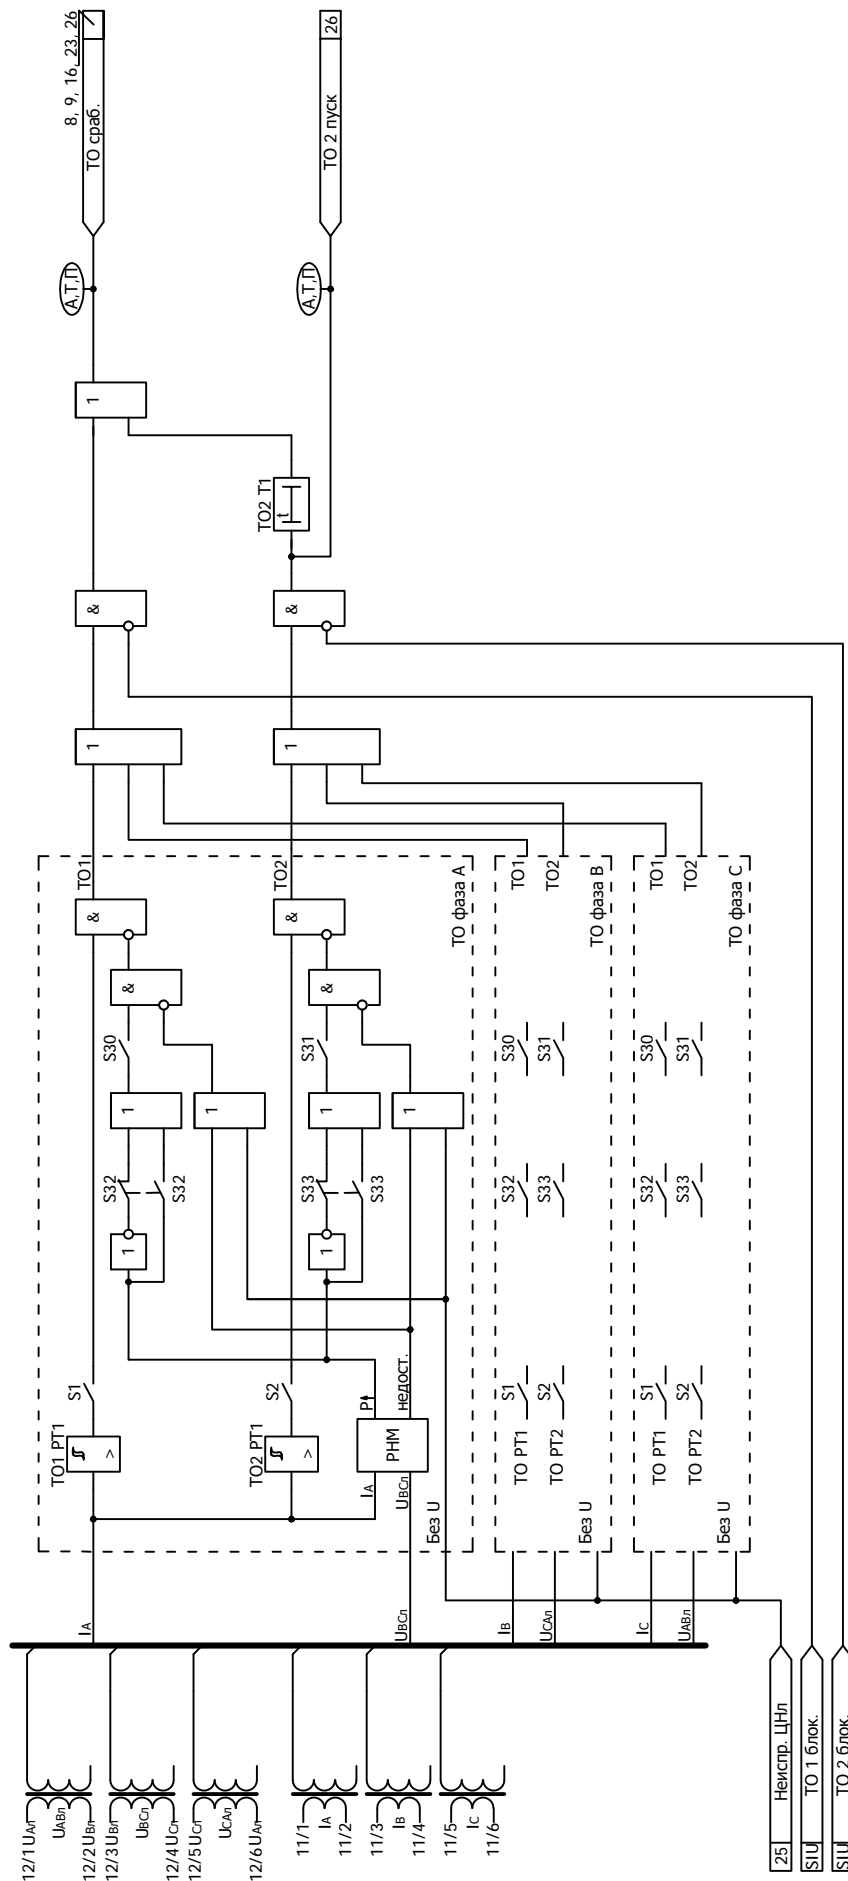 12/1 UAл
UABл
12/2 UBл
12/3 UBл
UBCл
12/4 UCл
12/5 UCл
UCAл
12/6 UAл
11/1
IA
11/2
11/3
IB
11/4
11/5
IC
11/6
25 Неиспр. ЦНл
SIU ТО 1 блок.
SIU ТО 2 блок.
IA
UBCл
IB
UCAл
IC
UABл
ТО1 РТ1
>
S1
ТО2 РТ1
>
S2
IA
UBCл
РНМ
P
недост.
Без U
1
S32
S32
1
S30
&
&
ТО1
1
1
S33
S33
1
S31
&
&
ТО2
1
ТО фаза A
Без U
ТО РТ1
S1
S32
S30
ТО1
ТО РТ2
S2
S33
S31
ТО2
ТО фаза B
Без U
ТО РТ1
S1
S32
S30
ТО1
ТО РТ2
S2
S33
S31
ТО2
ТО фаза C
1
&
1
А,Т,П
ТО сраб.
8, 9, 16, 23, 26
1
&
ТО2 Т1
t
А,Т,П
ТО 2 пуск
26